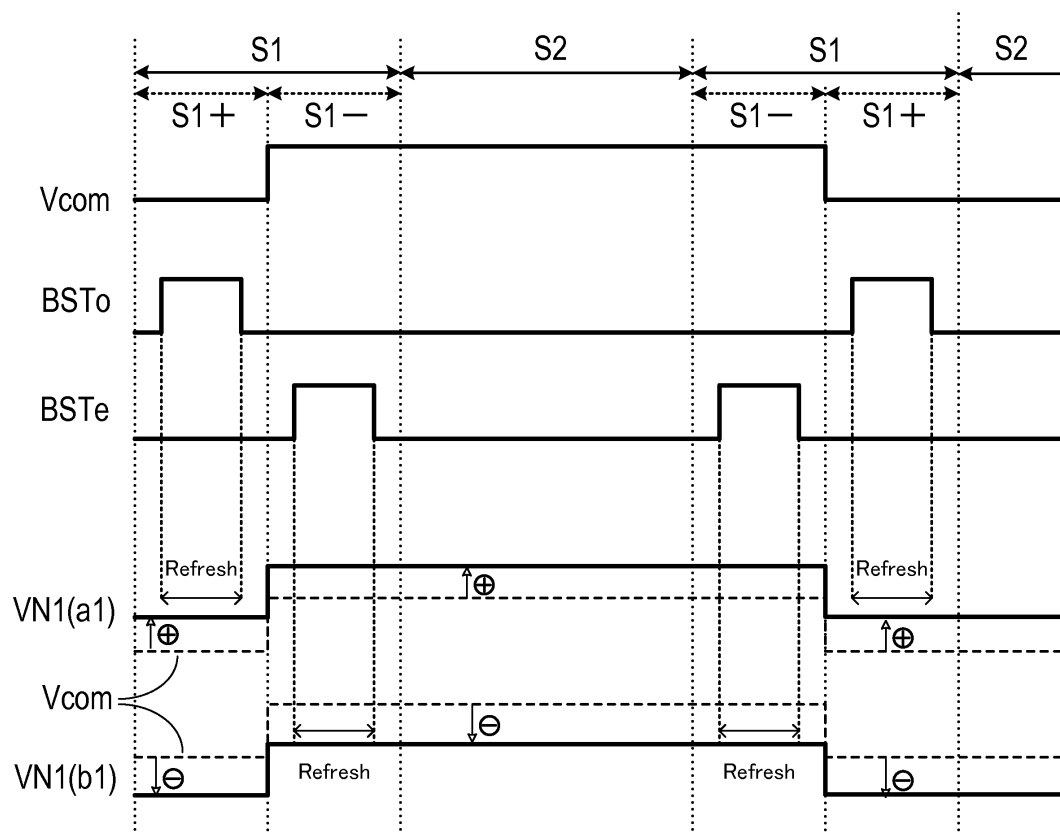 S1 S2 S1 S2
S1+ S1− S1− S1+
Vcom
BSTo
BSTe
Refresh Refresh
VN1(a1) ⊕ ⊕ ⊕
Vcom
⊖ ⊖ ⊖
VN1(b1) Refresh Refresh